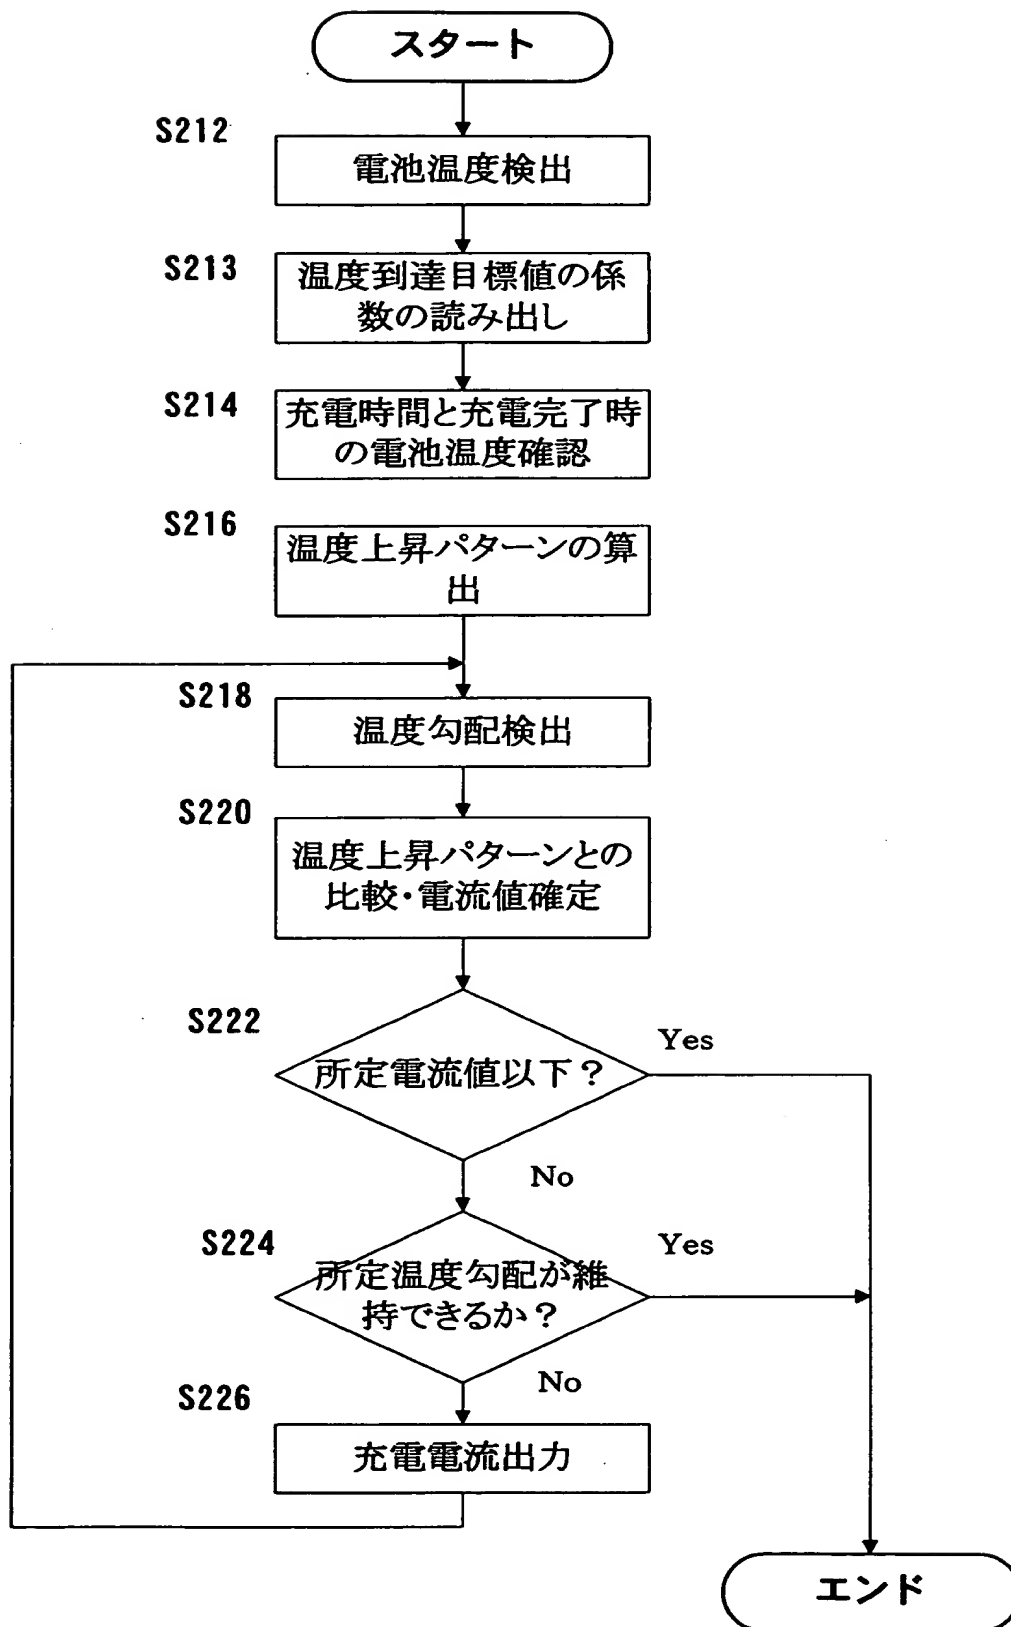 スタート
S212
電池温度検出
S213
温度到達目標値の係
数の読み出し
S214
充電時間と充電完了時
の電池温度確認
S216
温度上昇パターンの算
出
S218
温度勾配検出
S220
温度上昇パターンとの
比較・電流値確定
S222
所定電流値以下？
Yes
No
S224
所定温度勾配が維
持できるか？
Yes
No
S226
充電電流出力
エンド